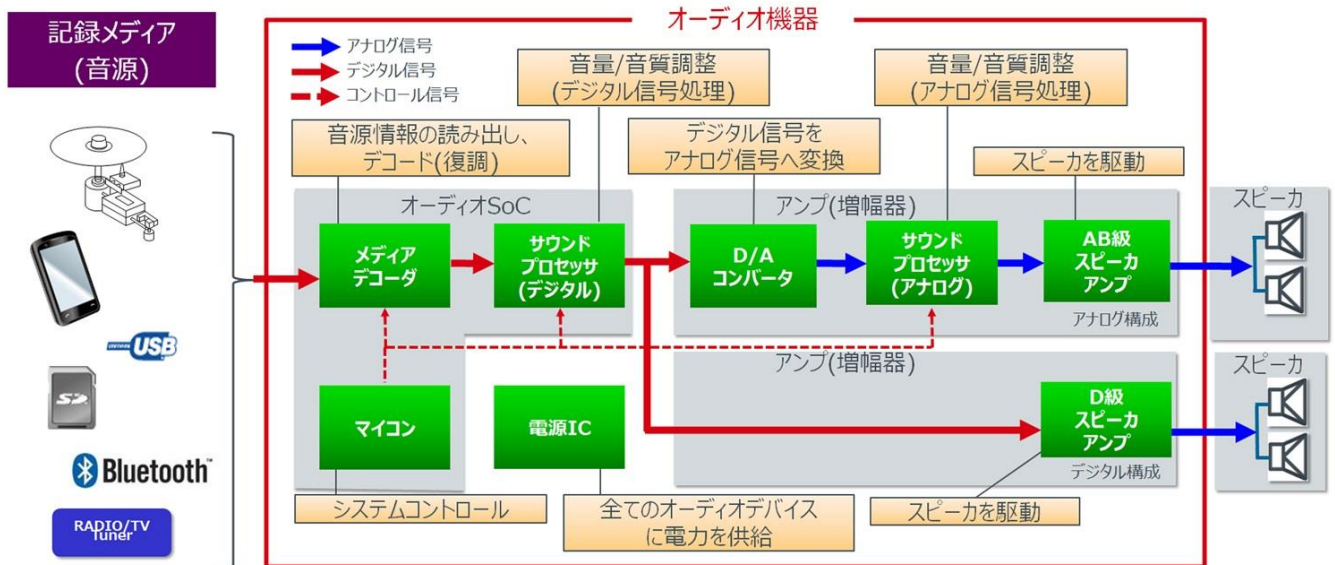 記録メディア
(音源)
オーディオ機器
アナログ信号
デジタル信号
コントロール信号
音量/音質調整
(デジタル信号処理)
音量/音質調整
(アナログ信号処理)
音源情報の読み出し、
デコード(復調)
デジタル信号を
アナログ信号へ変換
スピーカを駆動
オーディオSoC
アンプ(増幅器)
スピーカ
メディア
デコーダ
サウンド
プロセッサ
(デジタル)
D/A
コンバータ
サウンド
プロセッサ
(アナログ)
AB級
スピーカ
アンプ
アナログ構成
USB
アンプ(増幅器)
スピーカ
SD
マイコン
電源IC
D級
スピーカ
アンプ
デジタル構成
Bluetooth™
システムコントロール
全てのオーディオデバイス
に電力を供給
スピーカを駆動
RADIO/TV
Tuner